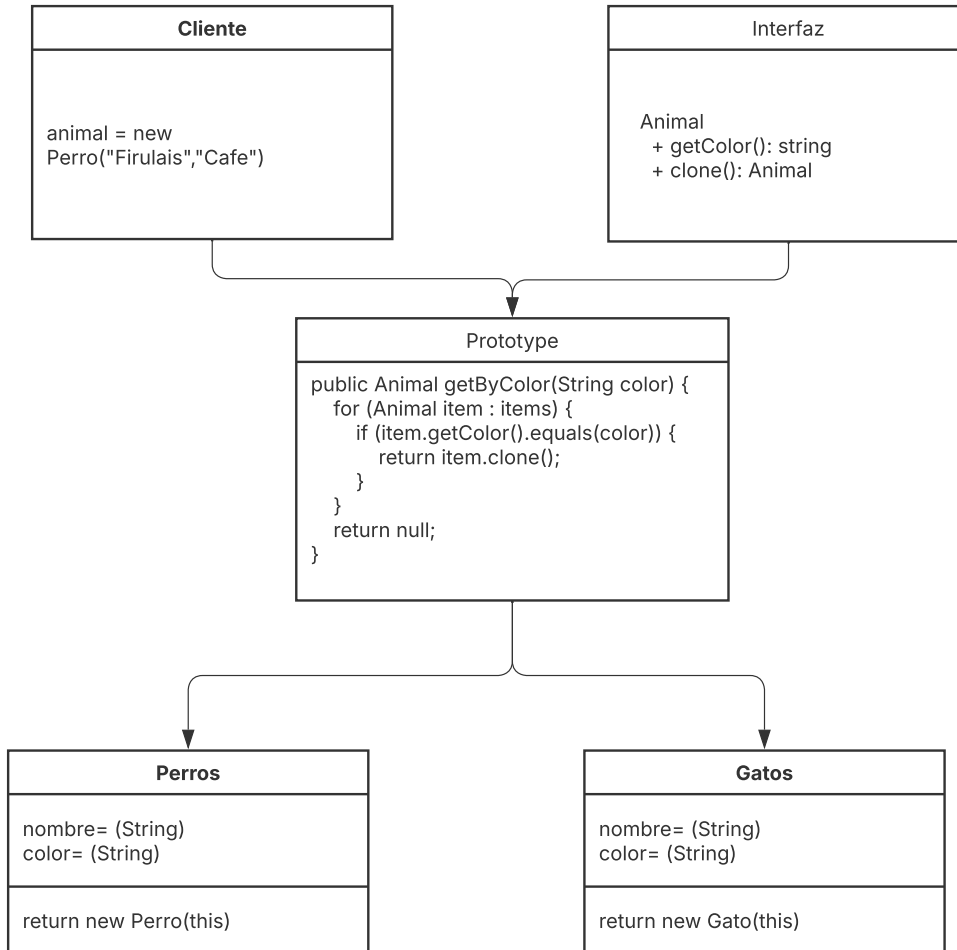 Cliente
animal = new
Perro("Firulais","Cafe")
Interfaz
Animal
+ getColor(): string
+ clone(): Animal
Prototype
public Animal getByColor(String color) {
for (Animal item : items) {
if (item.getColor().equals(color)) {
return item.clone();
}
}
return null;
}
Perros
nombre= (String)
color= (String)
return new Perro(this)
Gatos
nombre= (String)
color= (String)
return new Gato(this)